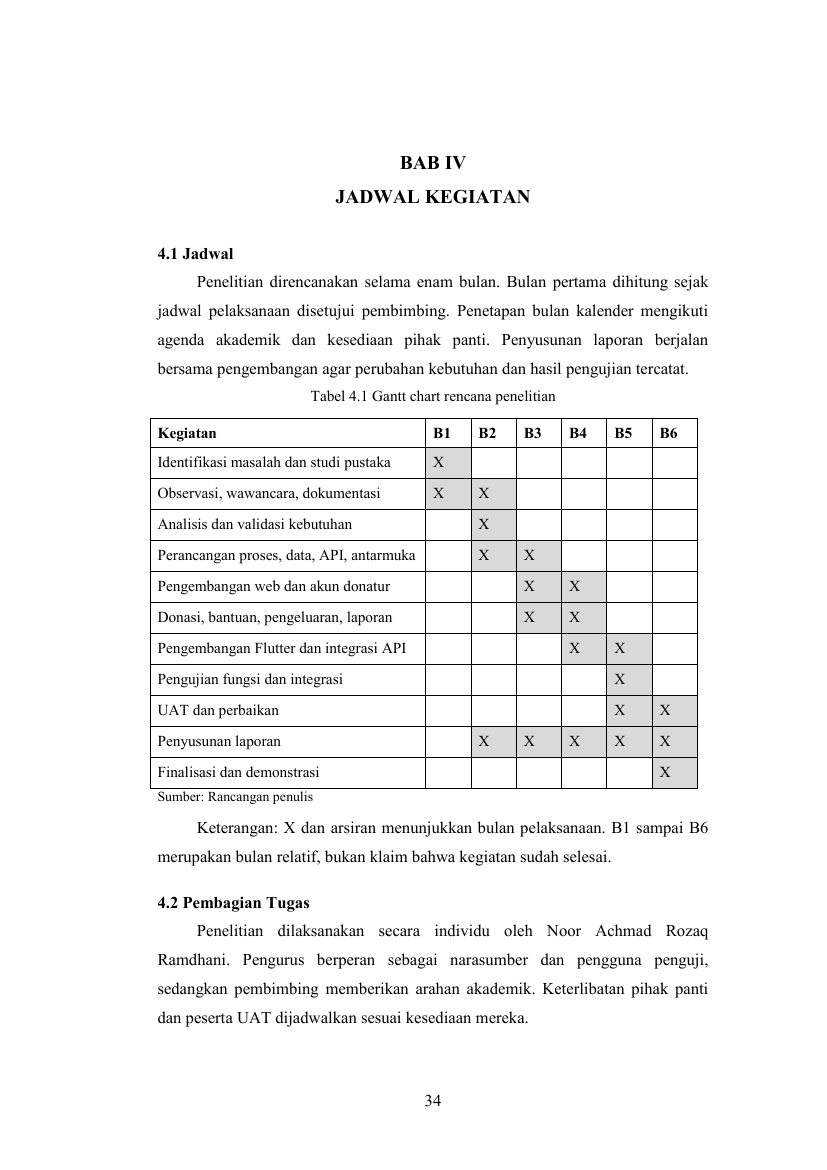 BAB IV
JADWAL KEGIATAN
4.1 Jadwal
Penelitian direncanakan selama enam bulan. Bulan pertama dihitung sejak
jadwal pelaksanaan disetujui pembimbing. Penetapan bulan kalender mengikuti
agenda akademik dan kesediaan pihak panti. Penyusunan laporan berjalan
bersama pengembangan agar perubahan kebutuhan dan hasil pengujian tercatat.
Tabel 4.1 Gantt chart rencana penelitian
Kegiatan B1 B2 B3 B4 B5 B6
Identifikasi masalah dan studi pustaka X
Observasi, wawancara, dokumentasi X X
Analisis dan validasi kebutuhan X
Perancangan proses, data, API, antarmuka X X
Pengembangan web dan akun donatur X X
Donasi, bantuan, pengeluaran, laporan X X
Pengembangan Flutter dan integrasi API X X
Pengujian fungsi dan integrasi X
UAT dan perbaikan X X
Penyusunan laporan X X X X X
Finalisasi dan demonstrasi X
Sumber: Rancangan penulis
Keterangan: X dan arsiran menunjukkan bulan pelaksanaan. B1 sampai B6
merupakan bulan relatif, bukan klaim bahwa kegiatan sudah selesai.
4.2 Pembagian Tugas
Penelitian dilaksanakan secara individu oleh Noor Achmad Rozaq
Ramdhani. Pengurus berperan sebagai narasumber dan pengguna penguji,
sedangkan pembimbing memberikan arahan akademik. Keterlibatan pihak panti
dan peserta UAT dijadwalkan sesuai kesediaan mereka.
34